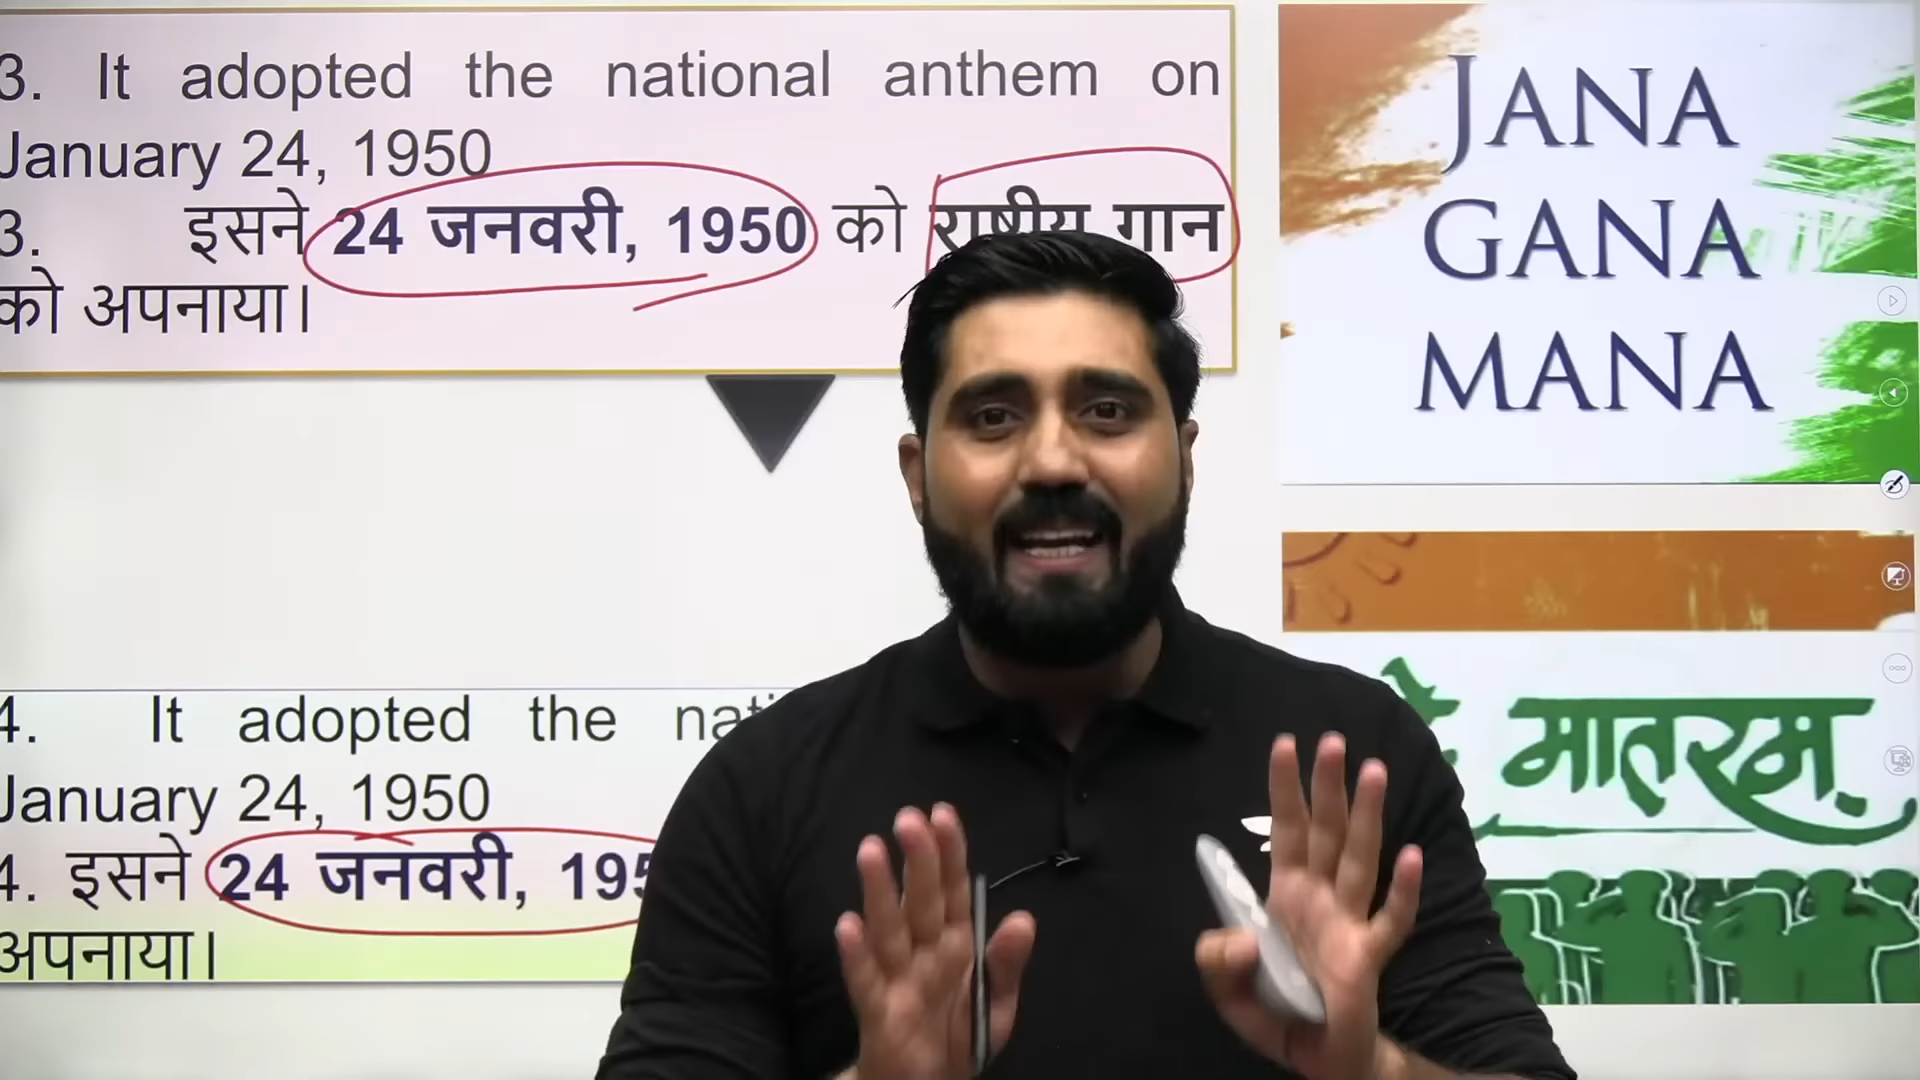 3. It adopted the national anthem on
January 24, 1950
3. इसने 24 जनवरी, 1950 को राष्ट्रीय गान
को अपनाया।
4. It adopted the
January 24, 1950
4. इसने 24 जनवरी,
अपनाया।
JANA
GANA
MANA
मातरम्